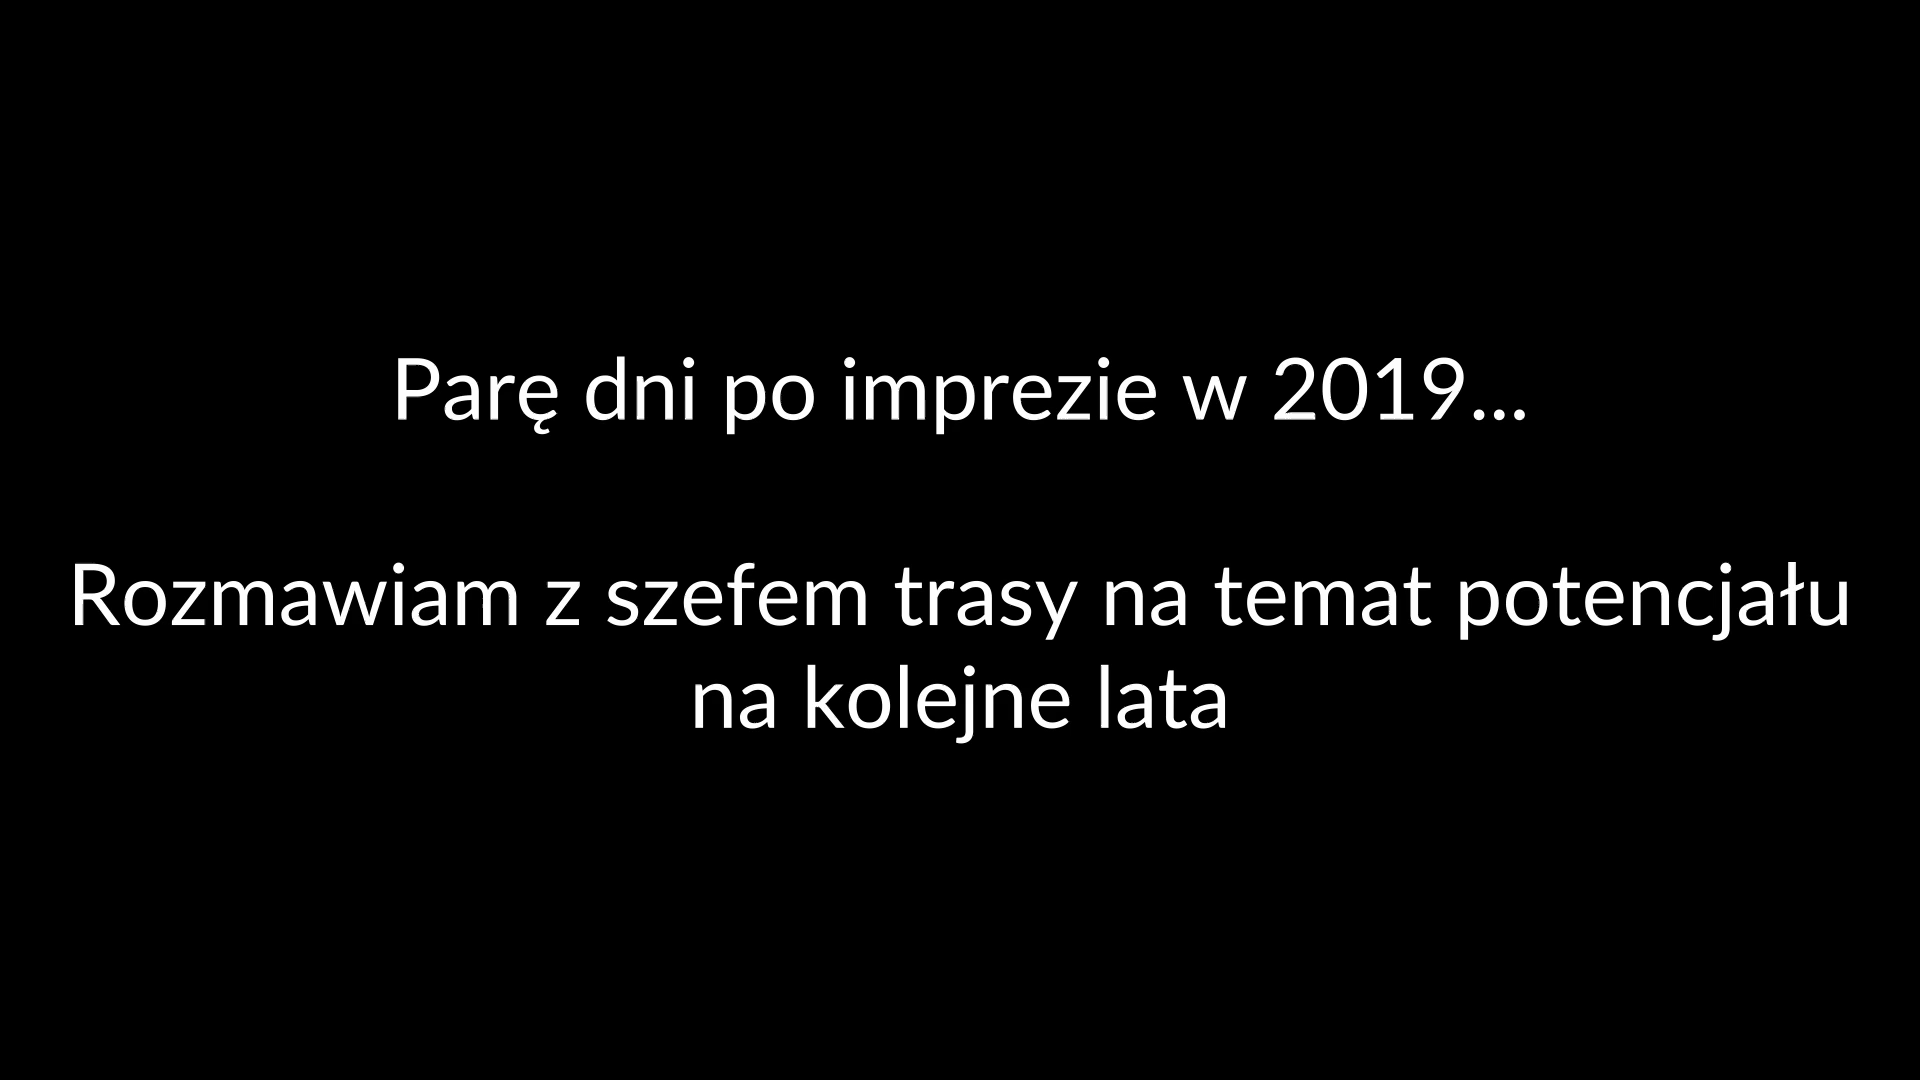 Parę dni po imprezie w 2019...
Rozmawiam z szefem trasy na temat potencjału
na kolejne lata